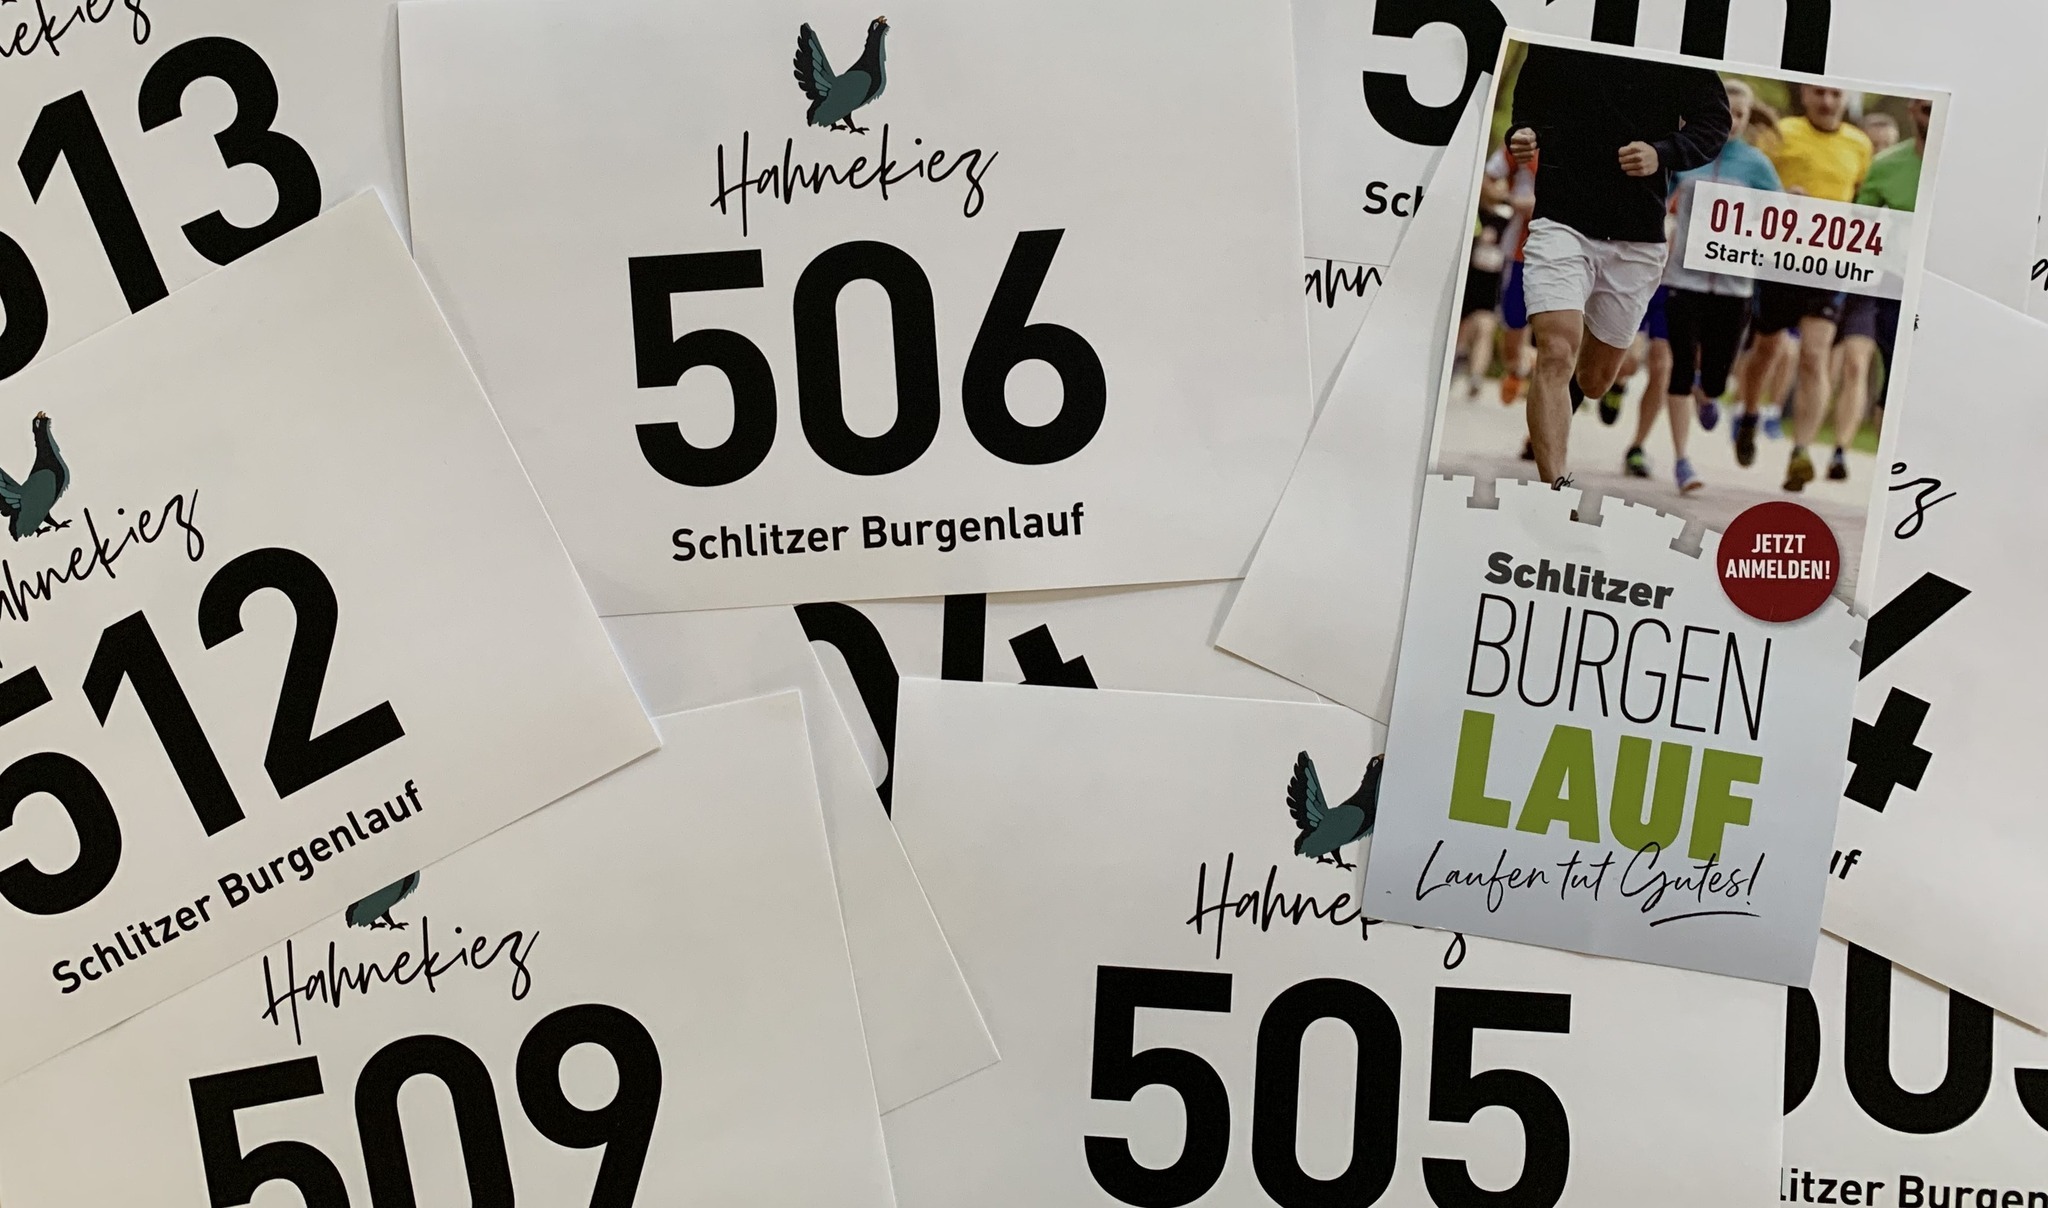 513
Hahnekiez
506
Schlitzer Burgenlauf
01.09.2024
Start: 10.00 Uhr
JETZT
ANMELDEN!
Schlitzer
BURGEN
LAUF
Laufen tut Gutes!
Hahnekiez
512
Schlitzer Burgenlauf
Hahnekiez
509
505